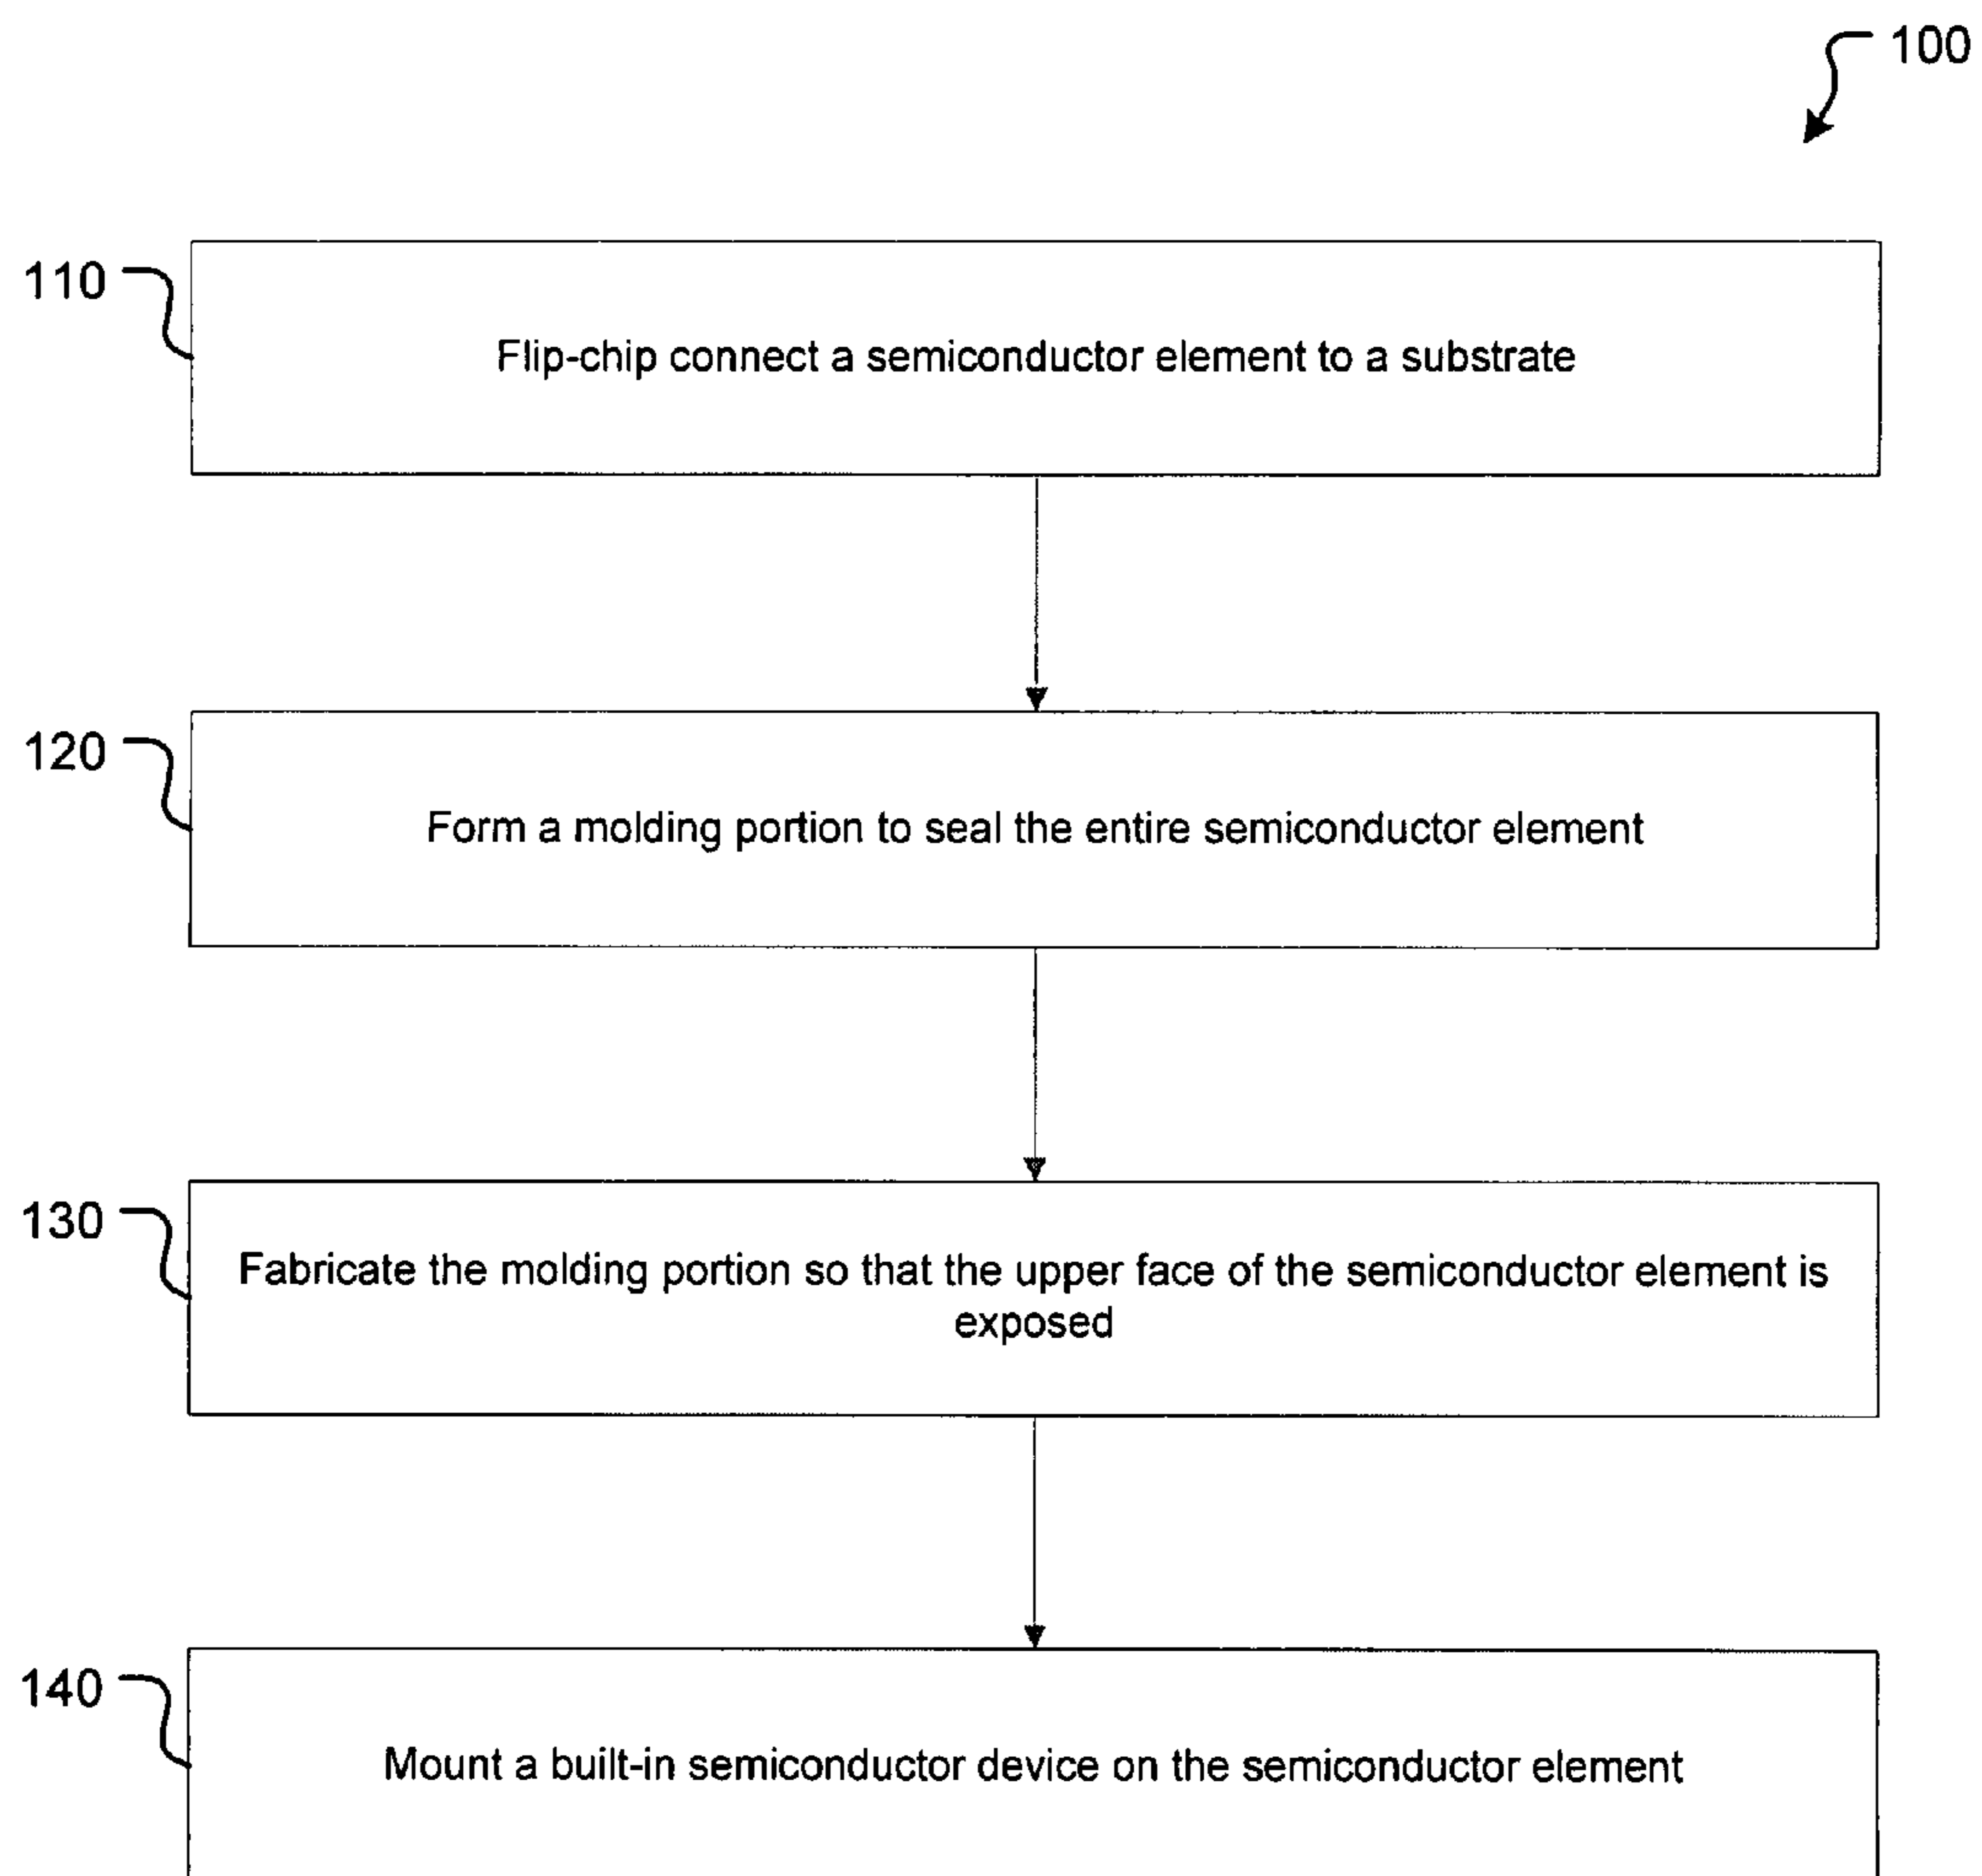 100
110
Flip-chip connect a semiconductor element to a substrate
120
Form a molding portion to seal the entire semiconductor element
130
Fabricate the molding portion so that the upper face of the semiconductor element is
exposed
140
Mount a built-in semiconductor device on the semiconductor element